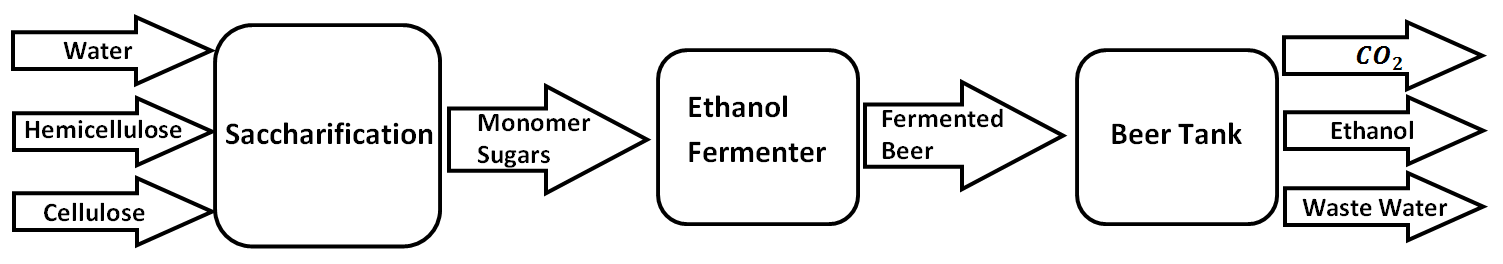 Water
Hemicellulose
Cellulose
Saccharification
Monomer
Sugars
Ethanol
Fermenter
Fermented
Beer
Beer Tank
CO₂
Ethanol
Waste Water